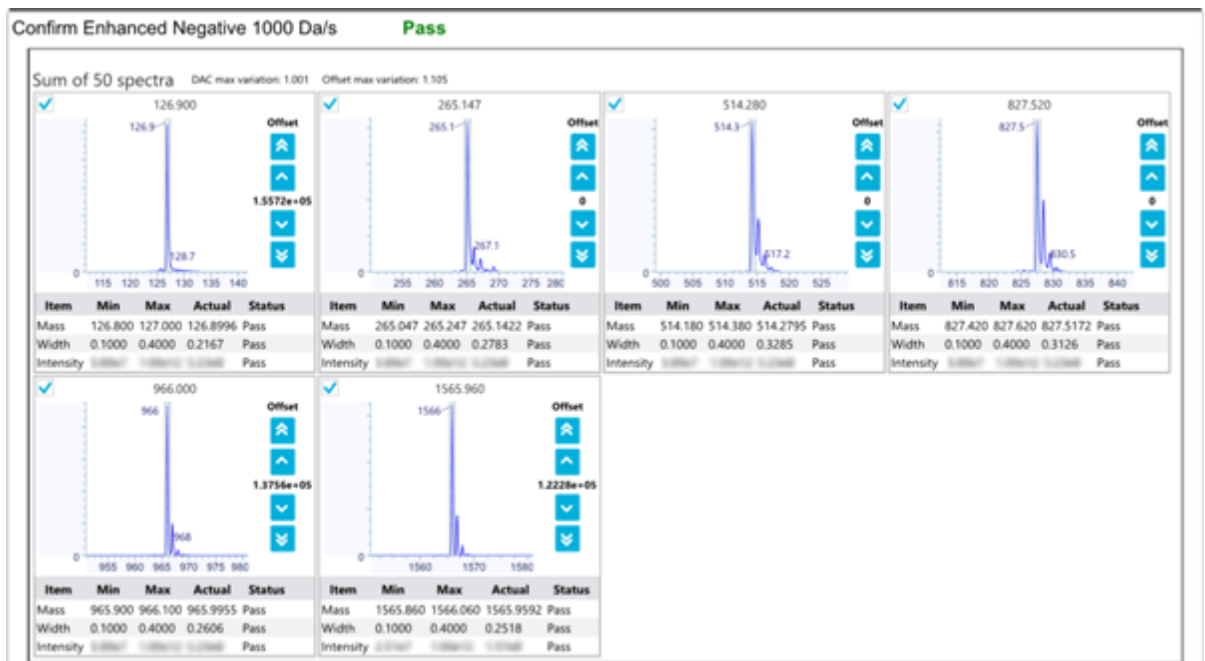 Confirm Enhanced Negative 1000 Da/s Pass
Sum of 50 spectra DAC max variation: 1.001 Offset max variation: 1.105
126.900
126.9
128.7
0
115 120 125 130 135 140
Offset
1.5572e+05
Item Min Max Actual Status
Mass 126.800 127.000 126.8996 Pass
Width 0.1000 0.4000 0.2167 Pass
Intensity Pass
265.147
265.1
267.1
0
255 260 265 270 275 280
Offset
0
Item Min Max Actual Status
Mass 265.047 265.247 265.1422 Pass
Width 0.1000 0.4000 0.2783 Pass
Intensity Pass
514.280
514.3
517.2
0
500 505 510 515 520 525
Offset
0
Item Min Max Actual Status
Mass 514.180 514.380 514.2795 Pass
Width 0.1000 0.4000 0.3285 Pass
Intensity Pass
827.520
827.5
830.5
0
815 820 825 830 835 840
Offset
0
Item Min Max Actual Status
Mass 827.420 827.620 827.5172 Pass
Width 0.1000 0.4000 0.3126 Pass
Intensity Pass
966.000
966
968
0
955 960 965 970 975 980
Offset
1.3756e+05
Item Min Max Actual Status
Mass 965.900 966.100 965.9955 Pass
Width 0.1000 0.4000 0.2606 Pass
Intensity Pass
1565.960
1566
0
1560 1570 1580
Offset
1.2228e+05
Item Min Max Actual Status
Mass 1565.860 1566.060 1565.9592 Pass
Width 0.1000 0.4000 0.2518 Pass
Intensity Pass